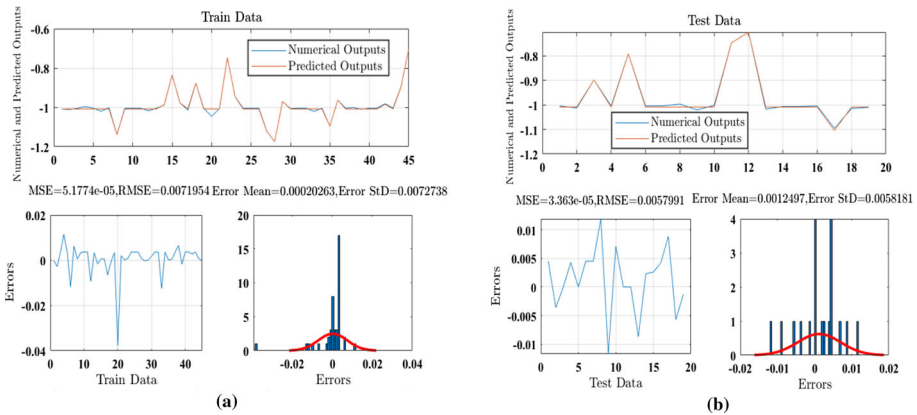 Train Data
Numerical and Predicted Outputs
-0.6
-0.8
-1
-1.2
Numerical Outputs
Predicted Outputs
0 5 10 15 20 25 30 35 40 45
MSE=5.1774e-05,RMSE=0.0071954 Error Mean=0.00020263,Error StD=0.0072738
Errors
0.02
0
-0.02
-0.04
0 10 20 30 40
Train Data
20
15
10
5
0
-0.02 0 0.02 0.04
Errors
(a)
Test Data
Numerical and Predicted Outputs
-0.8
-0.9
-1
-1.1
-1.2
Numerical Outputs
Predicted Outputs
0 2 4 6 8 10 12 14 16 18 20
MSE=3.363e-05,RMSE=0.0057991 Error Mean=0.0012497,Error StD=0.0058181
Errors
0.01
0.005
0
-0.005
-0.01
5 10 15
Test Data
4
3
2
1
0
-0.02 -0.01 0 0.01 0.02
Errors
(b)